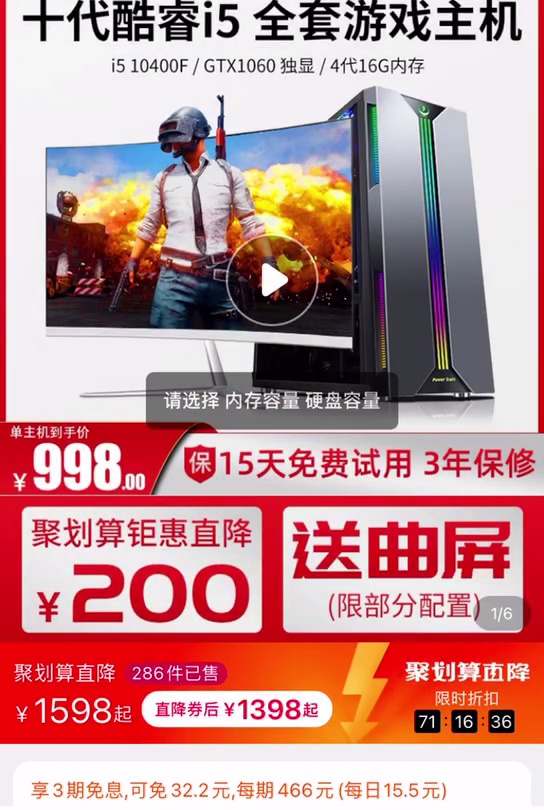 十代酷睿i5 全套游戏主机
i5 10400F / GTX1060 独显 / 4代16G内存
Power Train
请选择 内存容量 硬盘容量
单主机到手价
¥998.00
保 15天免费试用 3年保修
聚划算钜惠直降
¥200
送曲屏
(限部分配置)
1/6
聚划算直降 286件已售
¥1598起 直降券后¥1398起
聚划算直降
限时折扣
71:16:36
享3期免息,可免32.2元,每期466元(每日15.5元)